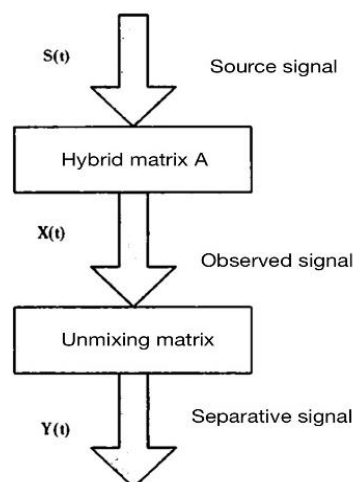 S(t)
Source signal
Hybrid matrix A
X(t)
Observed signal
Unmixing matrix
Separative signal
Y(t)